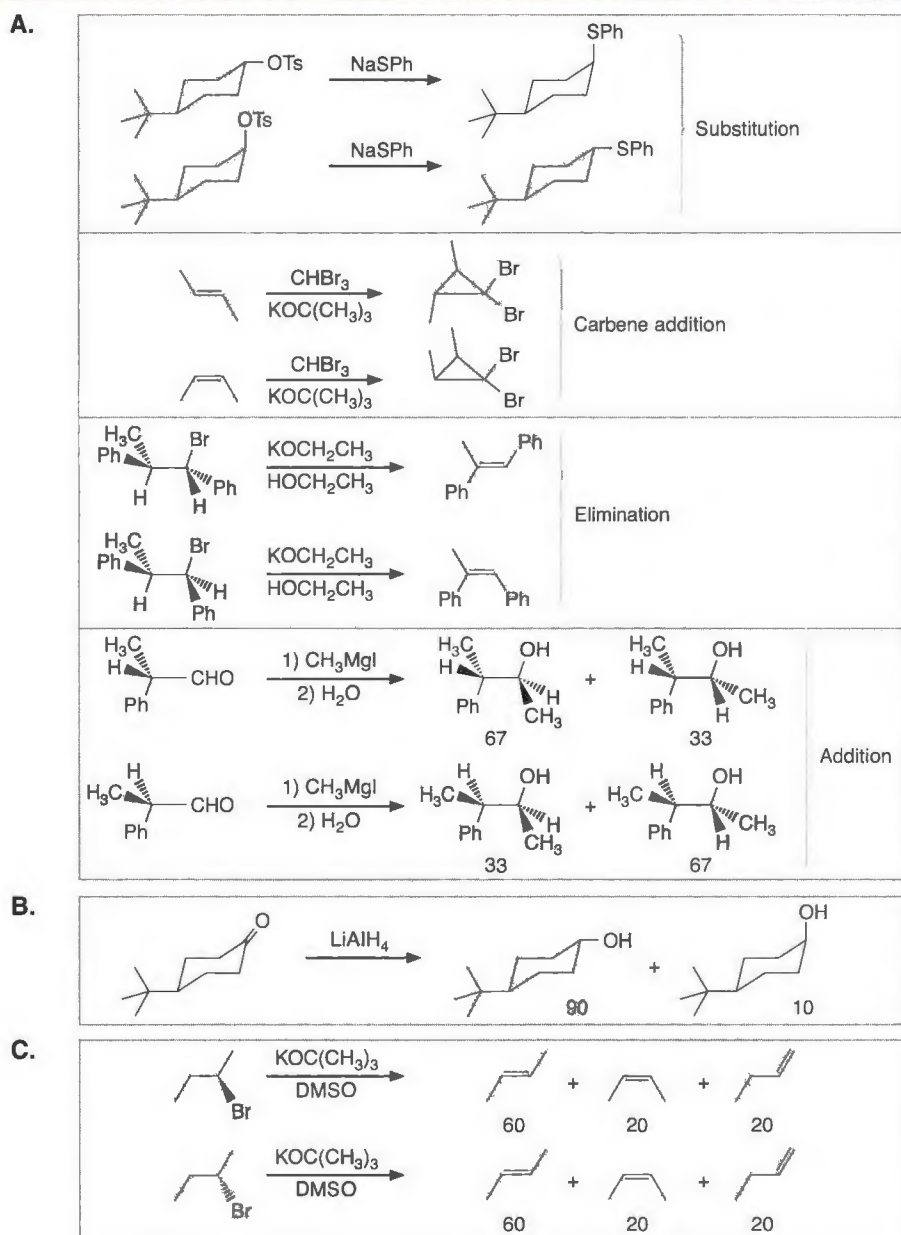 A.
OTs NaSPh SPh
OTs NaSPh SPh
Substitution
CHBr₃ KOC(CH₃)₃ Br Br
CHBr₃ KOC(CH₃)₃ Br Br
Carbene addition
H₃C Br Ph Ph H H KOCH₂CH₃ HOCH₂CH₃ Ph Ph
H₃C Br Ph H H Ph KOCH₂CH₃ HOCH₂CH₃ Ph Ph
Elimination
H₃C H CHO Ph 1) CH₃MgI 2) H₂O H₃C OH H H Ph CH₃ + H₃C OH H CH₃ Ph H
67 33
H H₃C CHO Ph 1) CH₃MgI 2) H₂O H OH H₃C H Ph CH₃ + H OH H₃C CH₃ Ph H
33 67
Addition
B.
O LiAlH₄ OH + OH
90 10
C.
Br KOC(CH₃)₃ DMSO + +
60 20 20
Br KOC(CH₃)₃ DMSO + +
60 20 20